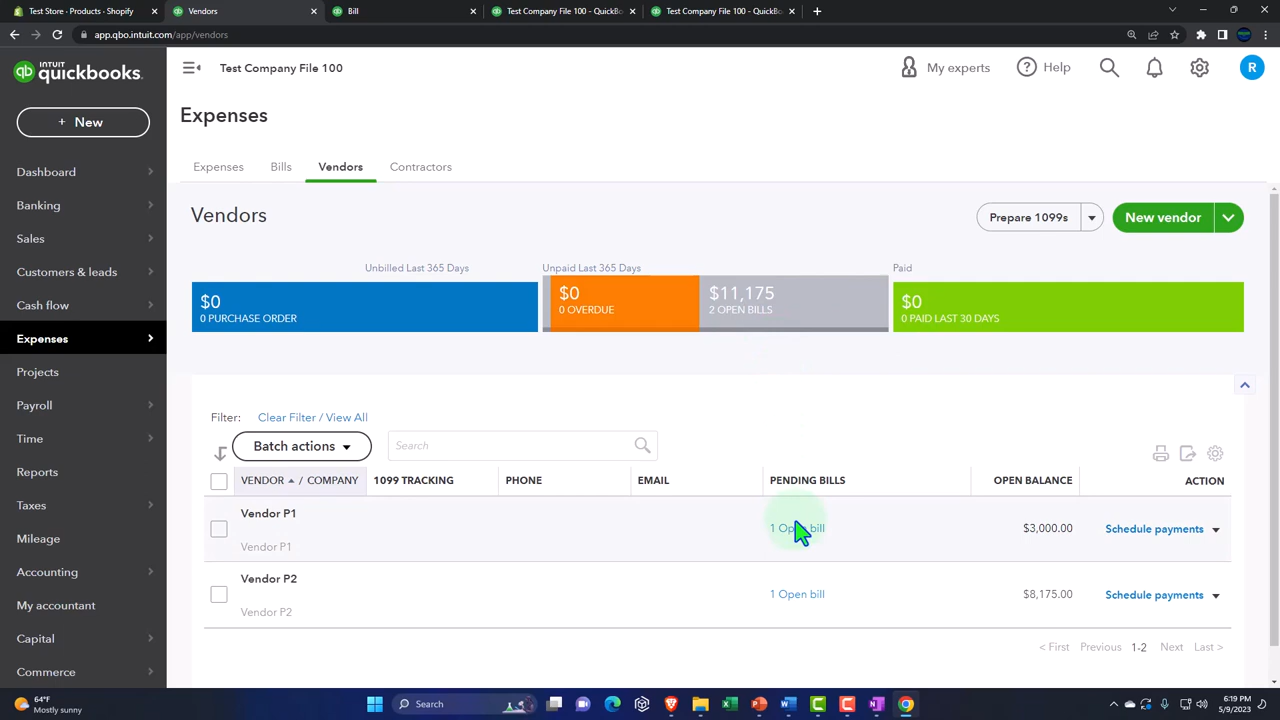 Products
Vendors
Bill
Test Company File 100 - QuickBo
Test Company File 100 - QuickBo
app.qbo.intuit.com/app/vendors
INTUIT
quickbooks.
Test Company File 100
My experts
Help
R
+ New
Expenses
Expenses
Bills
Vendors
Contractors
Dashboard
Banking
Sales
Customers & leads
Cash flow
Expenses
Projects
Payroll
Time
Reports
Taxes
Mileage
Accounting
My accountant
Capital
Commerce
Vendors
Prepare 1099s
New vendor
Unbilled Last 365 Days
Unpaid Last 365 Days
Paid
$0
0 PURCHASE ORDER
$0
0 OVERDUE
$11,175
2 OPEN BILLS
$0
0 PAID LAST 30 DAYS
Filter:
Clear Filter / View All
Batch actions
Search
VENDOR / COMPANY
1099 TRACKING
PHONE
EMAIL
PENDING BILLS
OPEN BALANCE
ACTION
Vendor P1
Vendor P1
1 Open bill
$3,000.00
Schedule payments
Vendor P2
Vendor P2
1 Open bill
$8,175.00
Schedule payments
< First Previous 1-2 Next Last >
64°F
Mostly sunny
Search
6:19 PM
5/9/2023